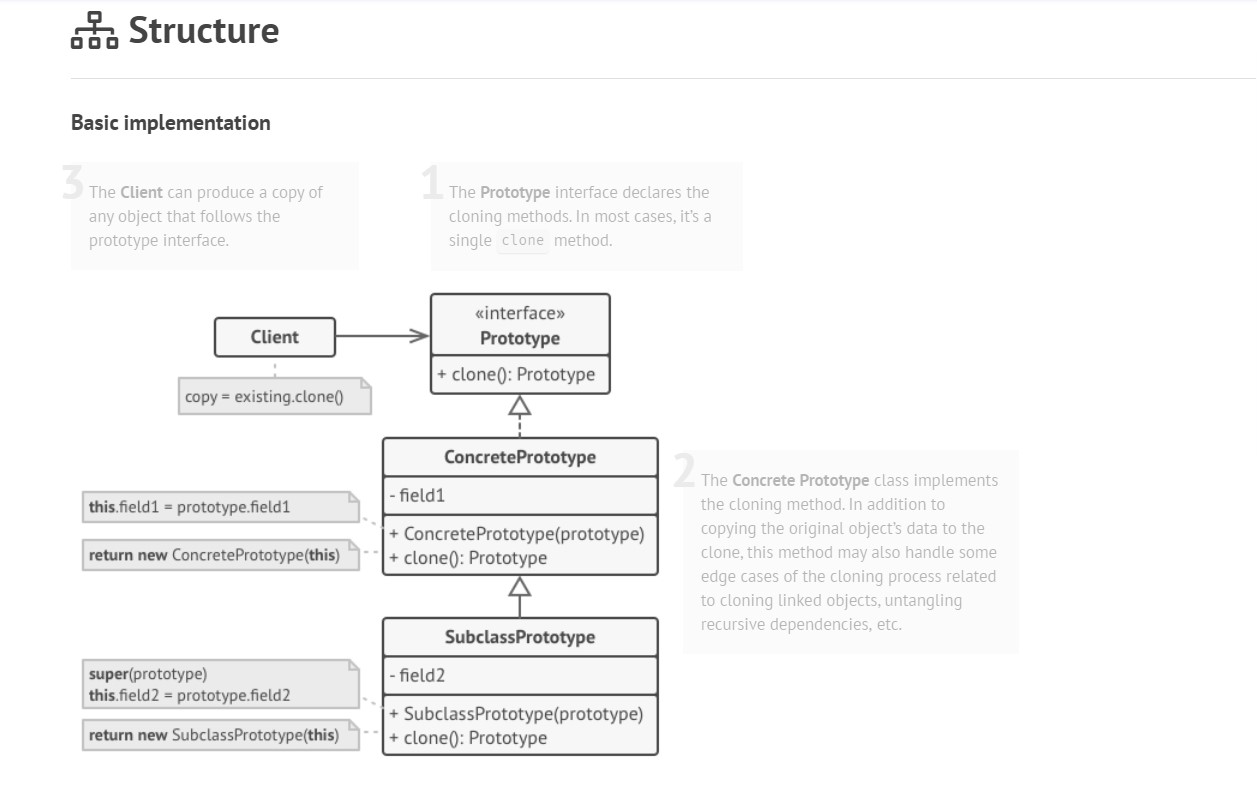 Structure
Basic implementation
3
The Client can produce a copy of
any object that follows the
prototype interface.
1
The Prototype interface declares the
cloning methods. In most cases, it's a
single clone method.
Client
copy = existing.clone()
«interface»
Prototype
+ clone(): Prototype
ConcretePrototype
- field1
+ ConcretePrototype(prototype)
+ clone(): Prototype
this.field1 = prototype.field1
return new ConcretePrototype(this)
2
The Concrete Prototype class implements
the cloning method. In addition to
copying the original object's data to the
clone, this method may also handle some
edge cases of the cloning process related
to cloning linked objects, untangling
recursive dependencies, etc.
SubclassPrototype
- field2
+ SubclassPrototype(prototype)
+ clone(): Prototype
super(prototype)
this.field2 = prototype.field2
return new SubclassPrototype(this)